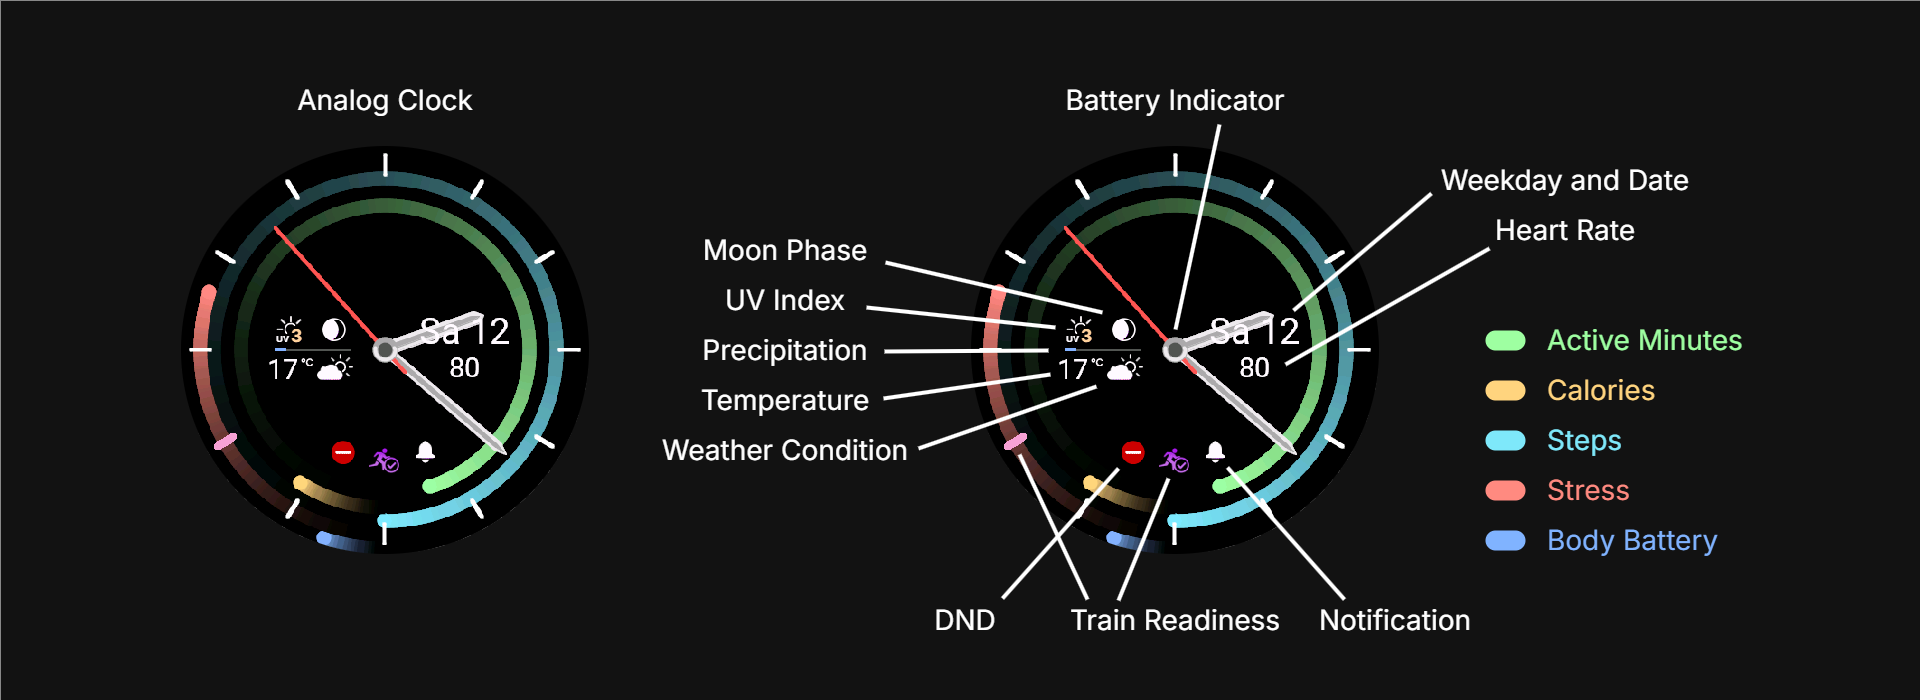 Analog Clock
UV 3
Sa 12
17°C
80
Battery Indicator
Weekday and Date
Heart Rate
Moon Phase
UV Index
Precipitation
Temperature
Weather Condition
UV 3
Sa 12
17°C
80
Active Minutes
Calories
Steps
Stress
Body Battery
DND
Train Readiness
Notification